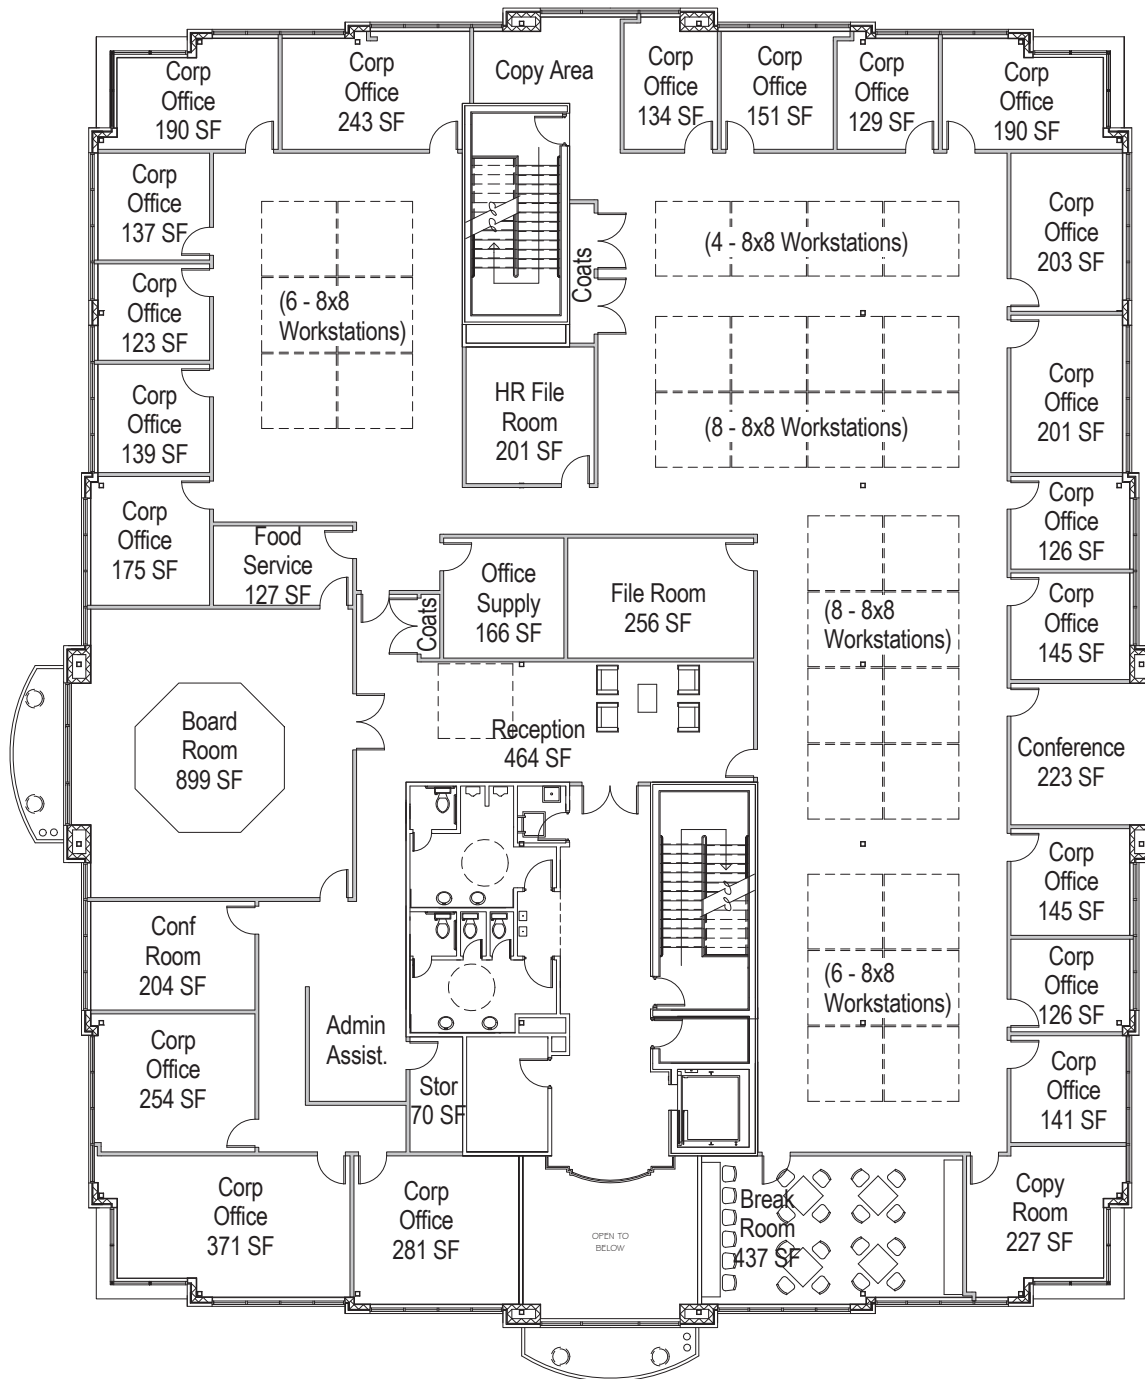 Corp
Office
190 SF
Corp
Office
243 SF
Copy Area
Corp
Office
134 SF
Corp
Office
151 SF
Corp
Office
129 SF
Corp
Office
190 SF
Corp
Office
137 SF
Corp
Office
203 SF
(4 - 8x8 Workstations)
Coats
Corp
Office
123 SF
(6 - 8x8
Workstations)
Corp
Office
139 SF
HR File
Room
201 SF
(8 - 8x8 Workstations)
Corp
Office
201 SF
Corp
Office
175 SF
Food
Service
127 SF
Corp
Office
126 SF
Office
Supply
166 SF
File Room
256 SF
Coats
(8 - 8x8
Workstations)
Corp
Office
145 SF
Board
Room
899 SF
Reception
464 SF
Conference
223 SF
Corp
Office
145 SF
Conf
Room
204 SF
(6 - 8x8
Workstations)
Corp
Office
126 SF
Admin
Assist.
Corp
Office
254 SF
Stor
70 SF
Corp
Office
141 SF
Corp
Office
371 SF
Corp
Office
281 SF
OPEN TO
BELOW
Break
Room
437 SF
Copy
Room
227 SF